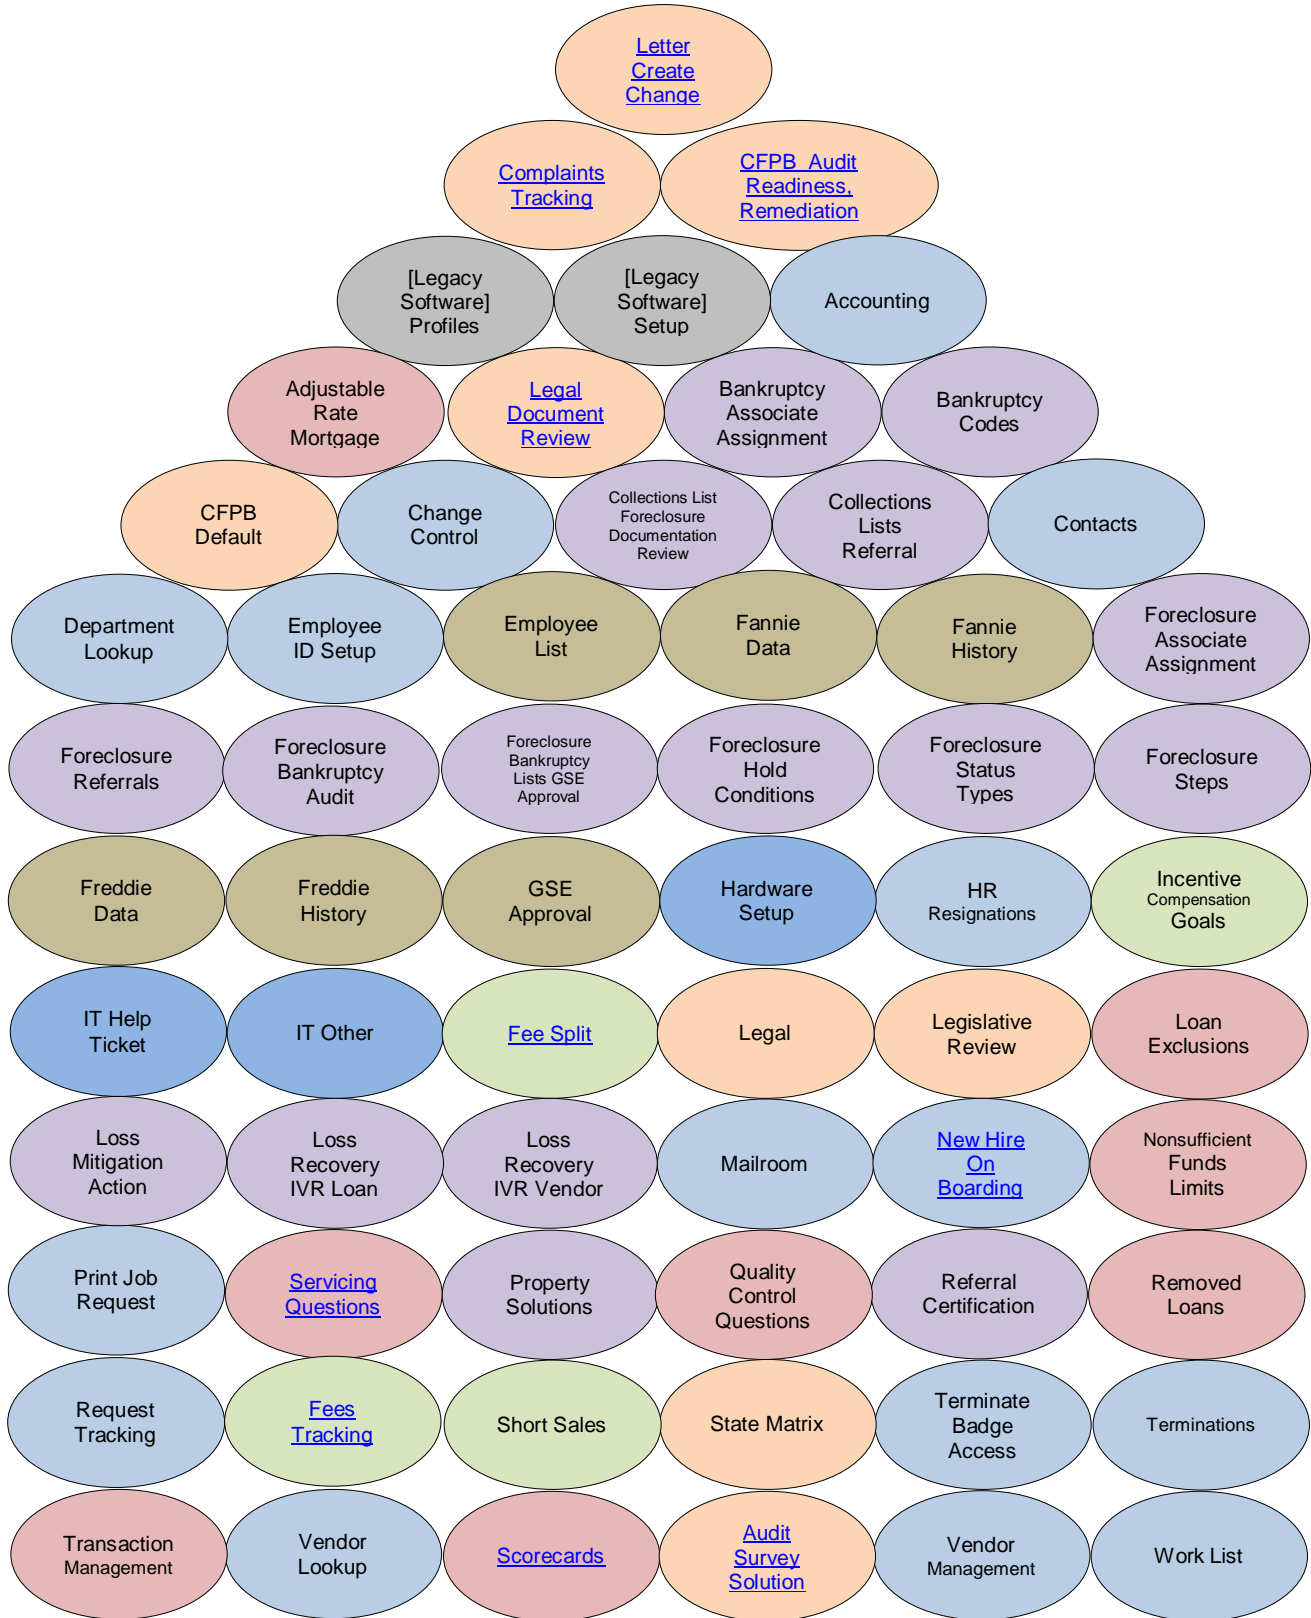 Letter
Create
Change
Complaints
Tracking
CFPB  Audit
Readiness,
Remediation
[Legacy
Software]
Profiles
[Legacy
Software]
Setup
Accounting
Adjustable
Rate
Mortgage
Legal
Document
Review
Bankruptcy
Associate
Assignment
Bankruptcy
Codes
CFPB
Default
Change
Control
Collections List
Foreclosure
Documentation
Review
Collections
Lists
Referral
Contacts
Department
Lookup
Employee
ID Setup
Employee
List
Fannie
Data
Fannie
History
Foreclosure
Associate
Assignment
Foreclosure
Referrals
Foreclosure
Bankruptcy
Audit
Foreclosure
Bankruptcy
Lists GSE
Approval
Foreclosure
Hold
Conditions
Foreclosure
Status
Types
Foreclosure
Steps
Freddie
Data
Freddie
History
GSE
Approval
Hardware
Setup
HR
Resignations
Incentive
Compensation
Goals
IT Help
Ticket
IT Other
Fee Split
Legal
Legislative
Review
Loan
Exclusions
Loss
Mitigation
Action
Loss
Recovery
IVR Loan
Loss
Recovery
IVR Vendor
Mailroom
New Hire
On
Boarding
Nonsufficient
Funds
Limits
Print Job
Request
Servicing
Questions
Property
Solutions
Quality
Control
Questions
Referral
Certification
Removed
Loans
Request
Tracking
Fees
Tracking
Short Sales
State Matrix
Terminate
Badge
Access
Terminations
Transaction
Management
Vendor
Lookup
Scorecards
Audit
Survey
Solution
Vendor
Management
Work List